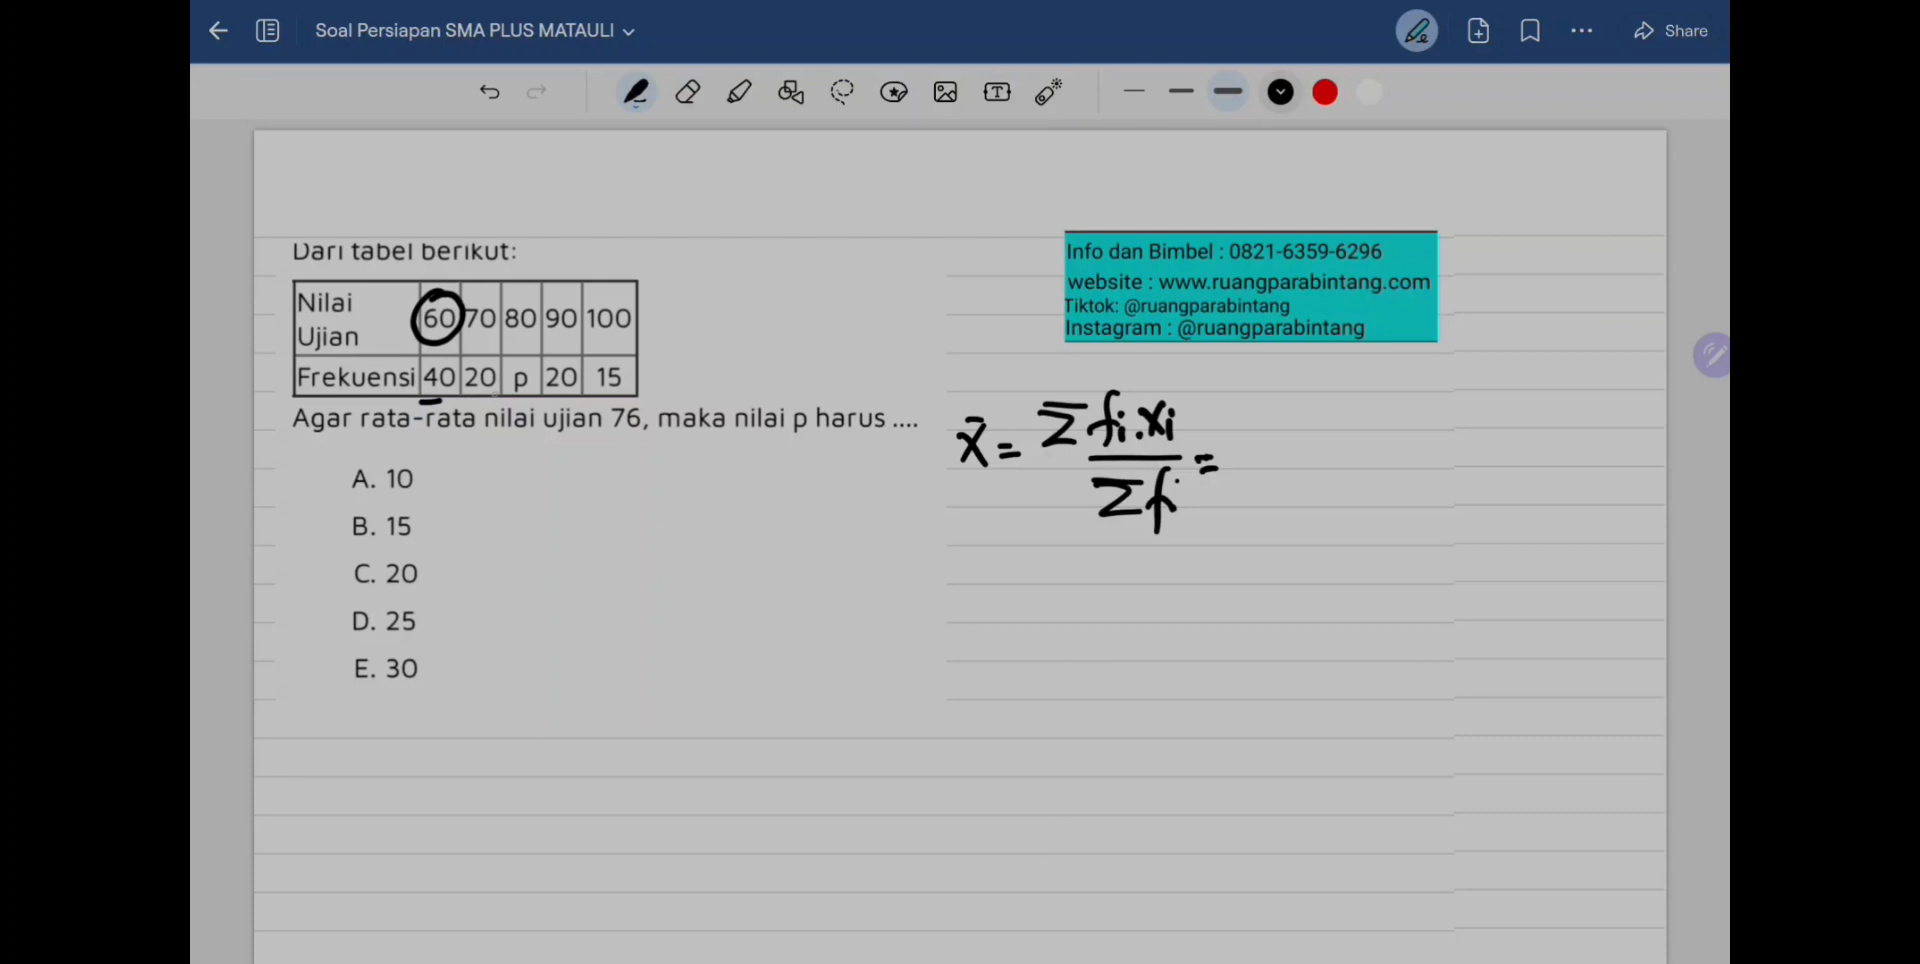 Soal Persiapan SMA PLUS MATAULI
Share
Dari tabel berikut:
Nilai Ujian 60 70 80 90 100
Frekuensi 40 20 p 20 15
Agar rata-rata nilai ujian 76, maka nilai p harus ....
A. 10
B. 15
C. 20
D. 25
E. 30
Info dan Bimbel : 0821-6359-6296
website : www.ruangparabintang.com
Tiktok: @ruangparabintang
Instagram : @ruangparabintang
x̄ = Σfi.xi / Σfi =